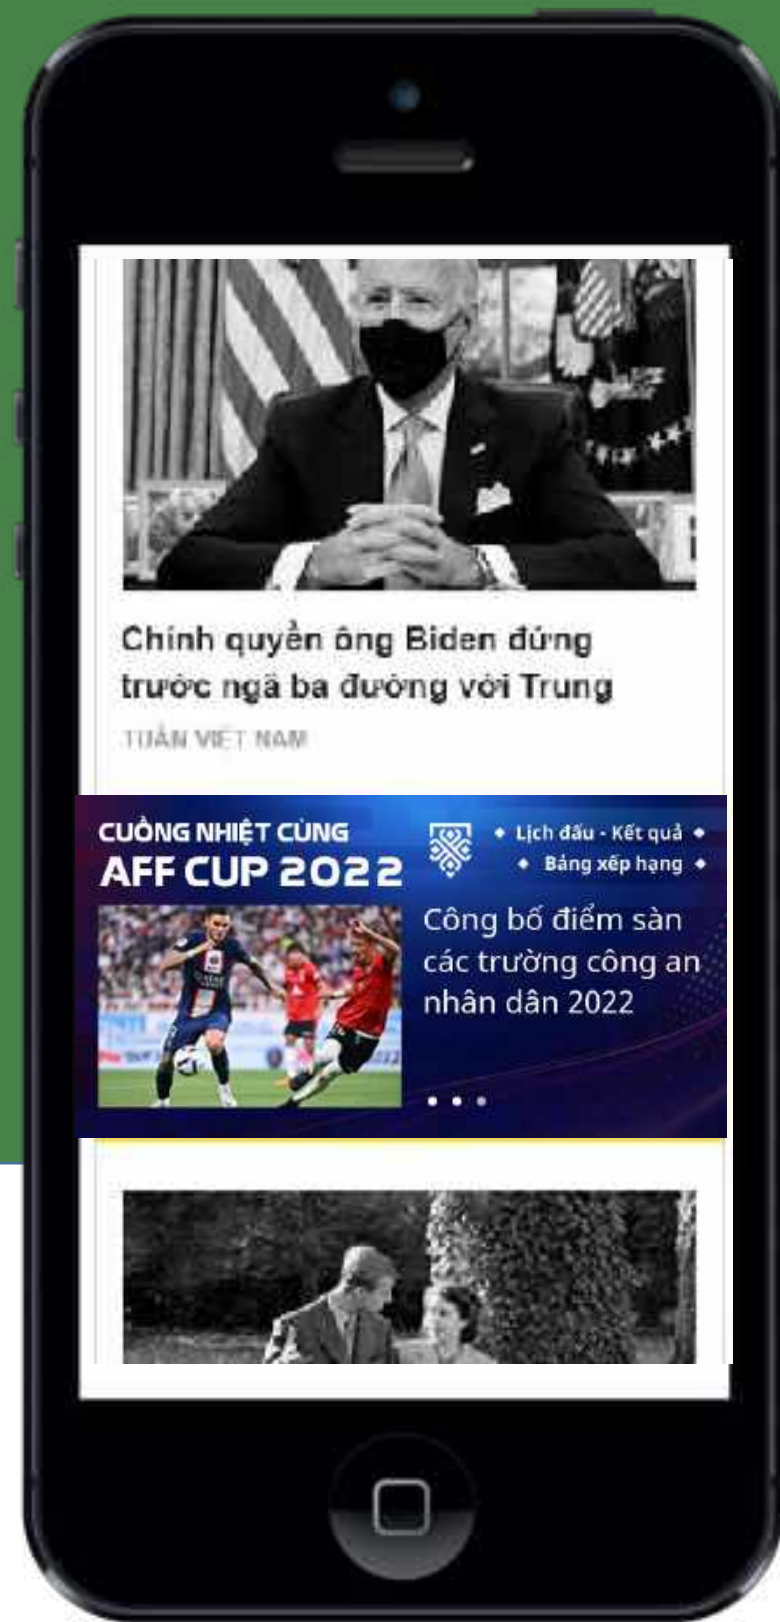 Chính quyền ông Biden đứng
trước ngã ba đường với Trung
TUẦN VIỆT NAM
CUỒNG NHIỆT CÙNG
AFF CUP 2022
Lịch đấu - Kết quả
Bảng xếp hạng
Công bố điểm sàn
các trường công an
nhân dân 2022